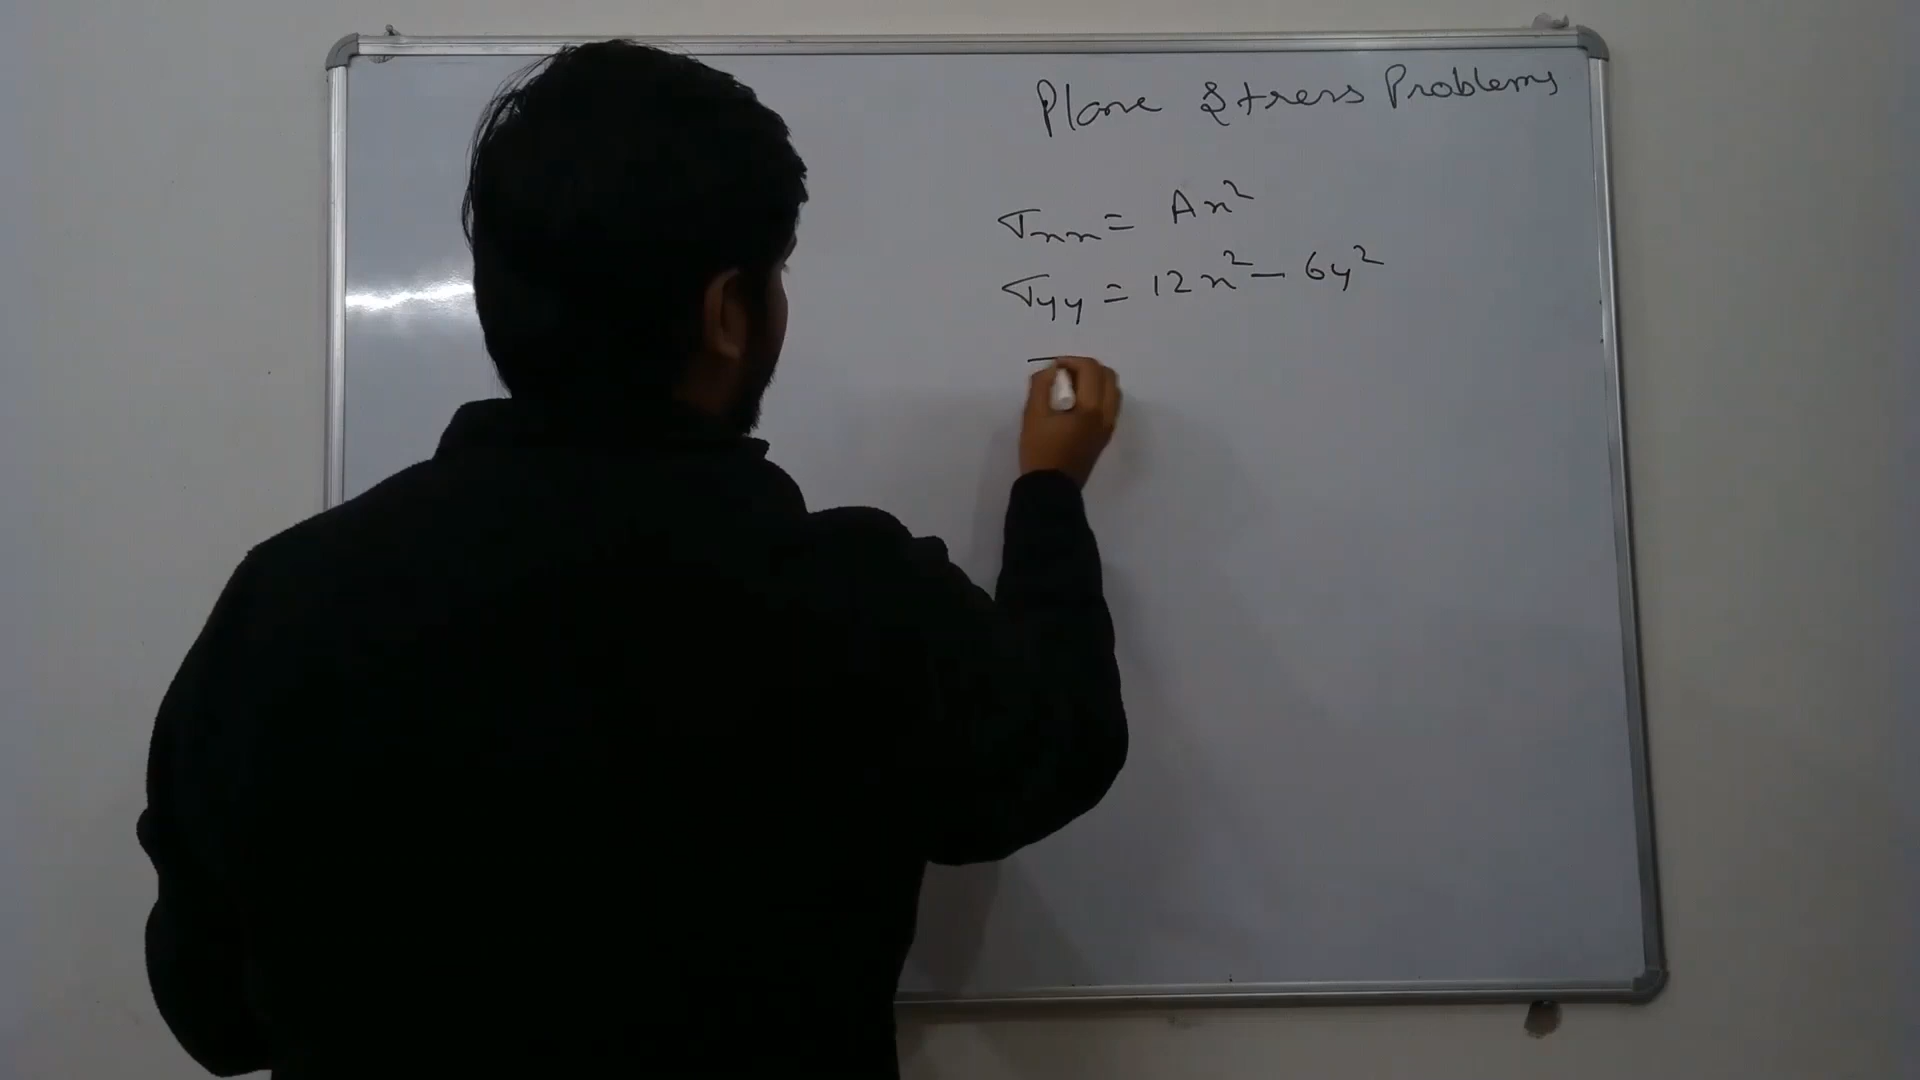 Plane Stress Problems
σxx = Ax²
σyy = 12x² - 6y²